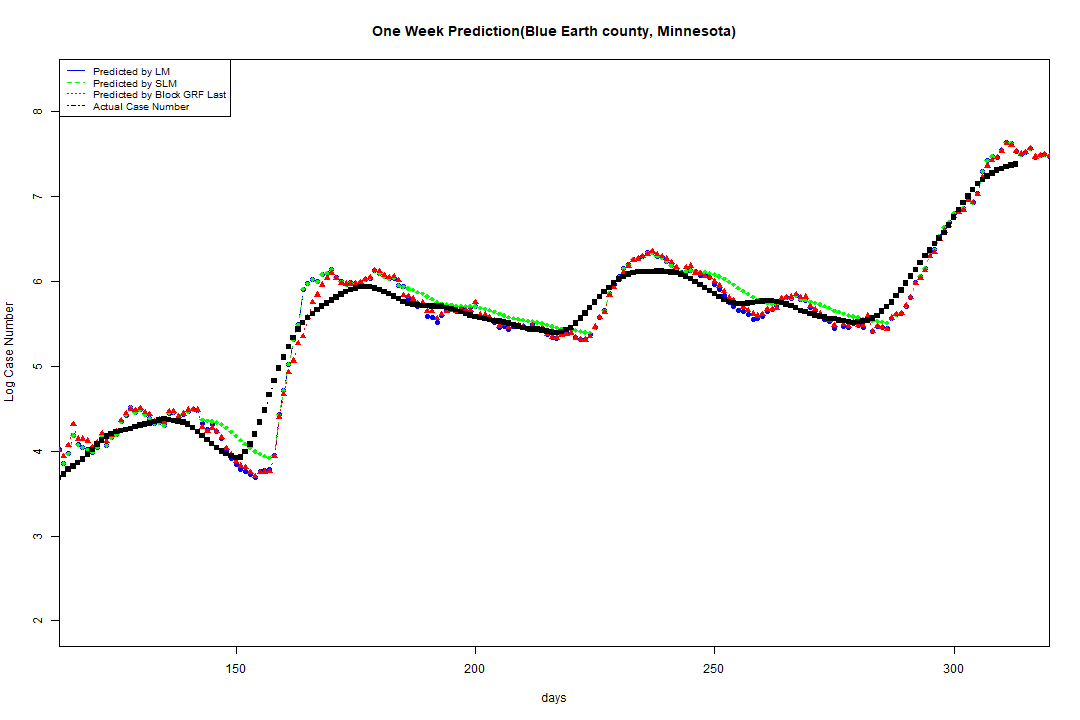 One Week Prediction(Blue Earth county, Minnesota)
Predicted by LM
Predicted by SLM
Predicted by Block GRF Last
Actual Case Number
8
7
6
5
4
3
2
Log Case Number
150 200 250 300
days